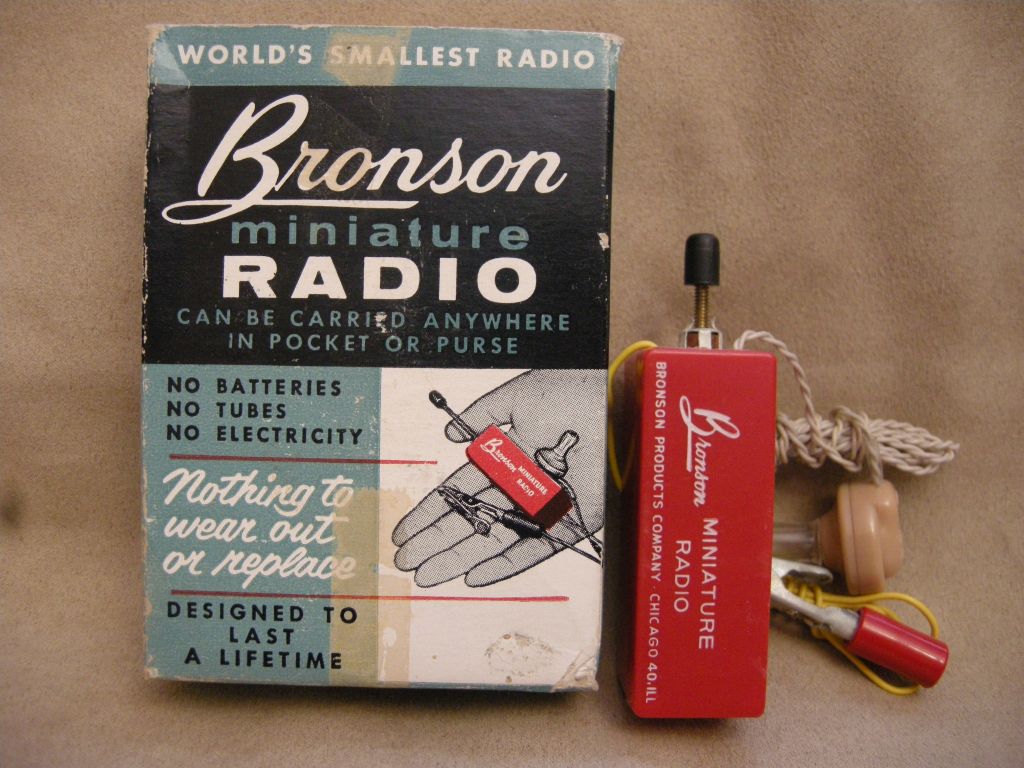 WORLD'S SMALLEST RADIO
Bronson
miniature
RADIO
CAN BE CARRIED ANYWHERE
IN POCKET OR PURSE
NO BATTERIES
NO TUBES
NO ELECTRICITY
Nothing to
wear out
or replace
DESIGNED TO
LAST
A LIFETIME
Bronson
MINIATURE
RADIO
Bronson MINIATURE
RADIO
BRONSON PRODUCTS COMPANY · CHICAGO 40, ILL